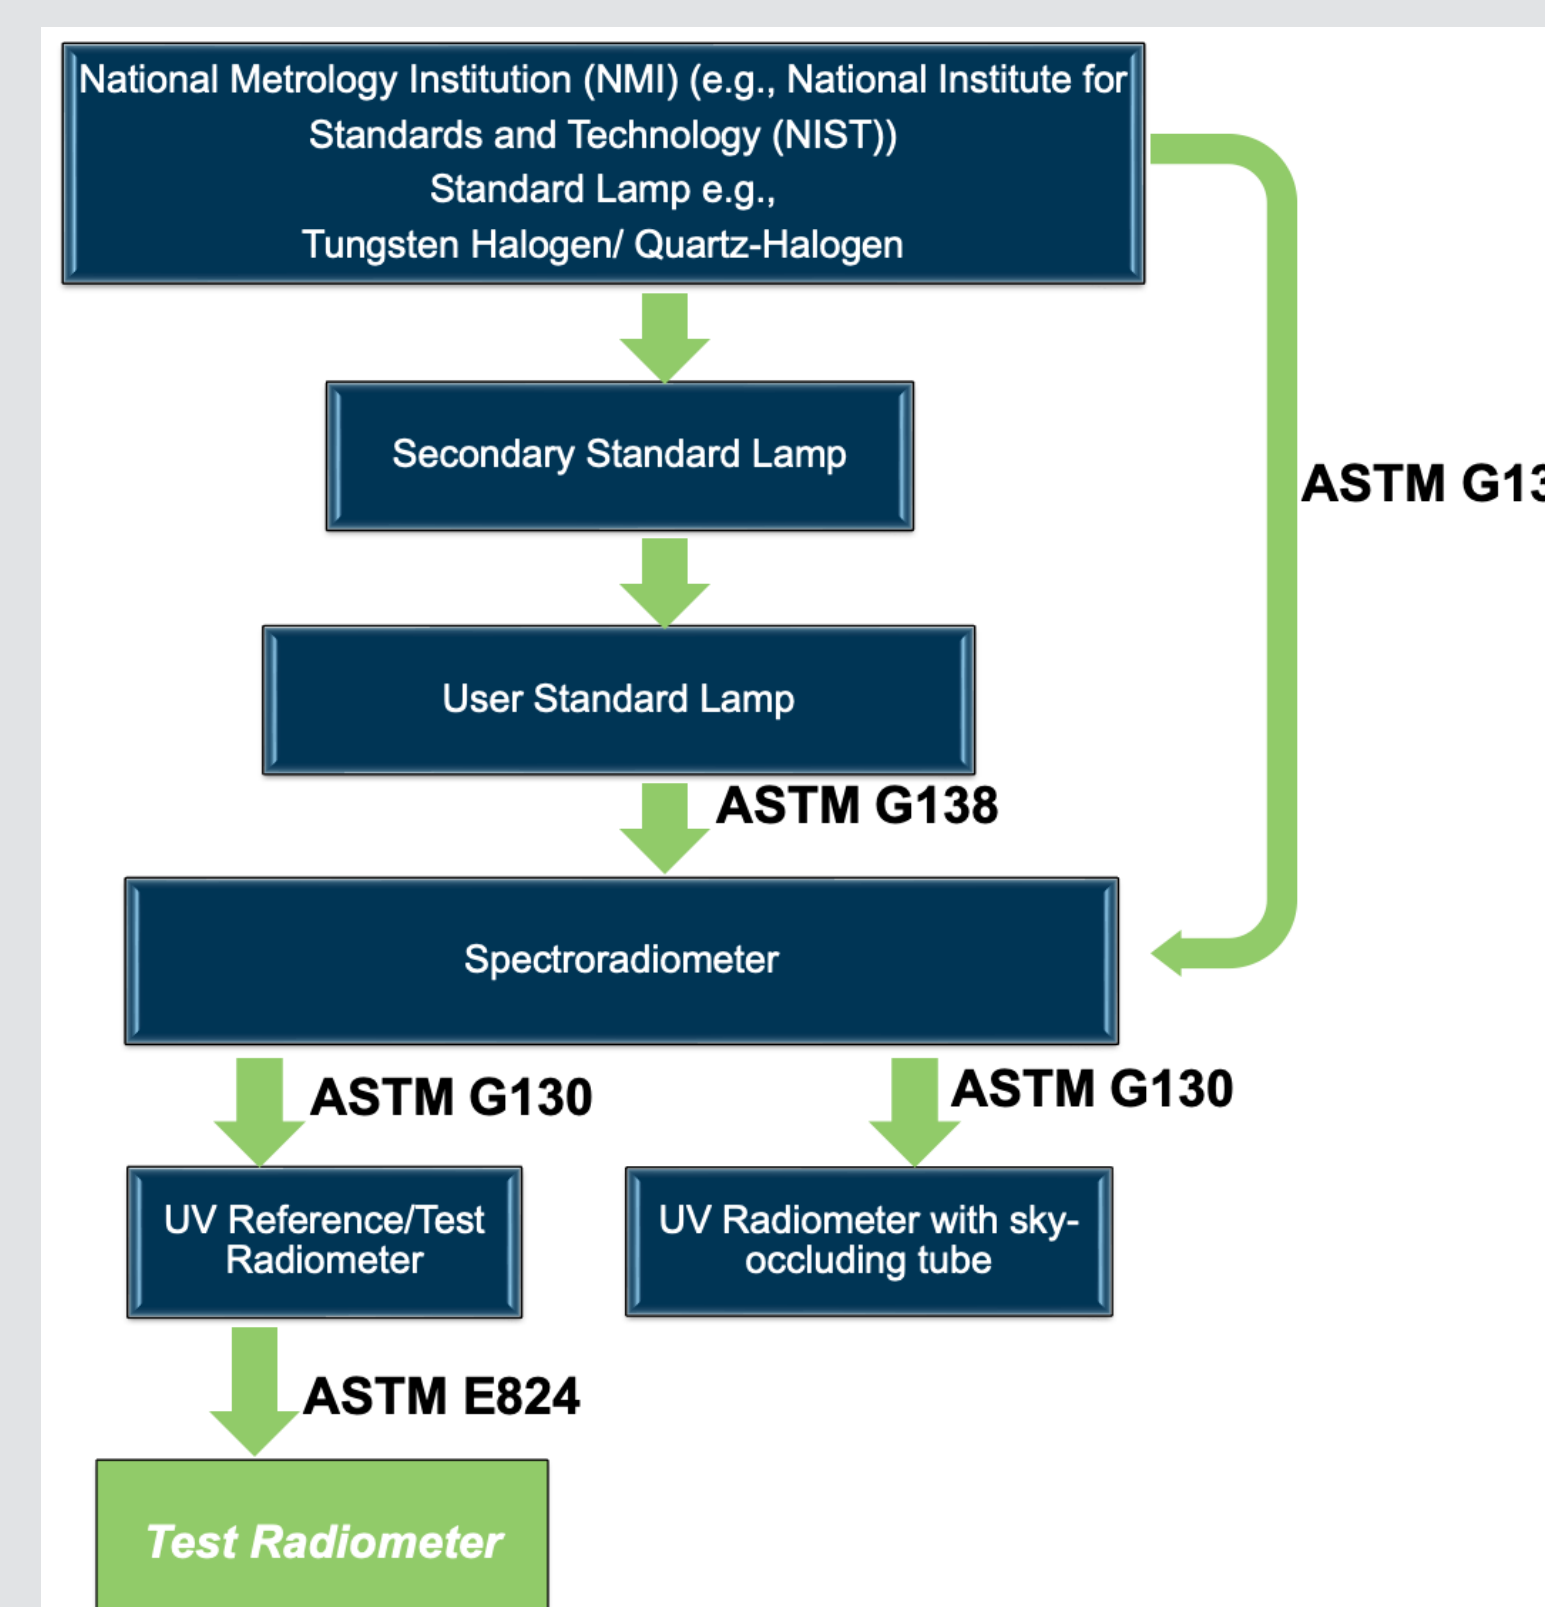 National Metrology Institution (NMI) (e.g., National Institute for
Standards and Technology (NIST))
Standard Lamp e.g.,
Tungsten Halogen/ Quartz-Halogen
Secondary Standard Lamp
ASTM
User Standard Lamp
ASTM G138
Spectroradiometer
ASTM G130
ASTM G130
UV Reference/Test
Radiometer
UV Radiometer with sky-
occluding tube
ASTM E824
Test Radiometer